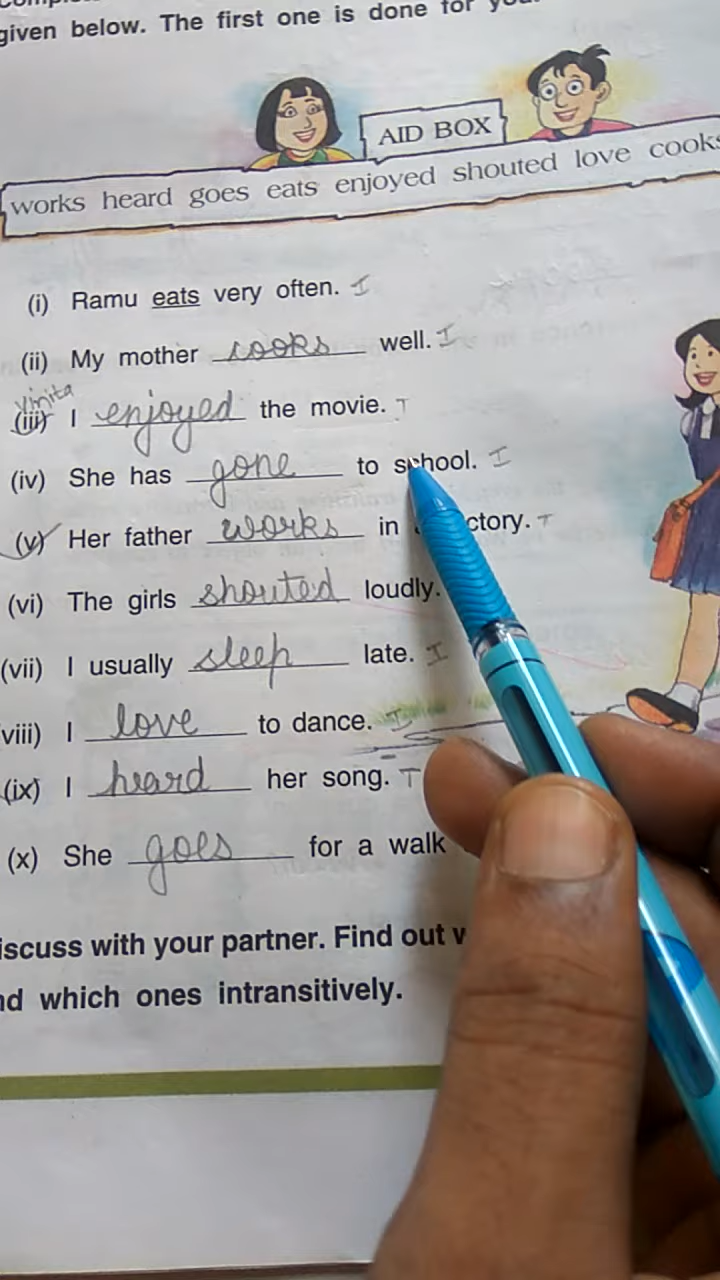 given below. The first one is done for you.
AID BOX
works heard goes eats enjoyed shouted love cooks
(i) Ramu eats very often. I
(ii) My mother cooks well. I
Vinita
(iii) I enjoyed the movie. T
(iv) She has gone to school. I
(v) Her father works in ctory. T
(vi) The girls shouted loudly.
(vii) I usually sleep late. I
viii) I love to dance. I
(ix) I heard her song. T
(x) She goes for a walk
iscuss with your partner. Find out w
nd which ones intransitively.